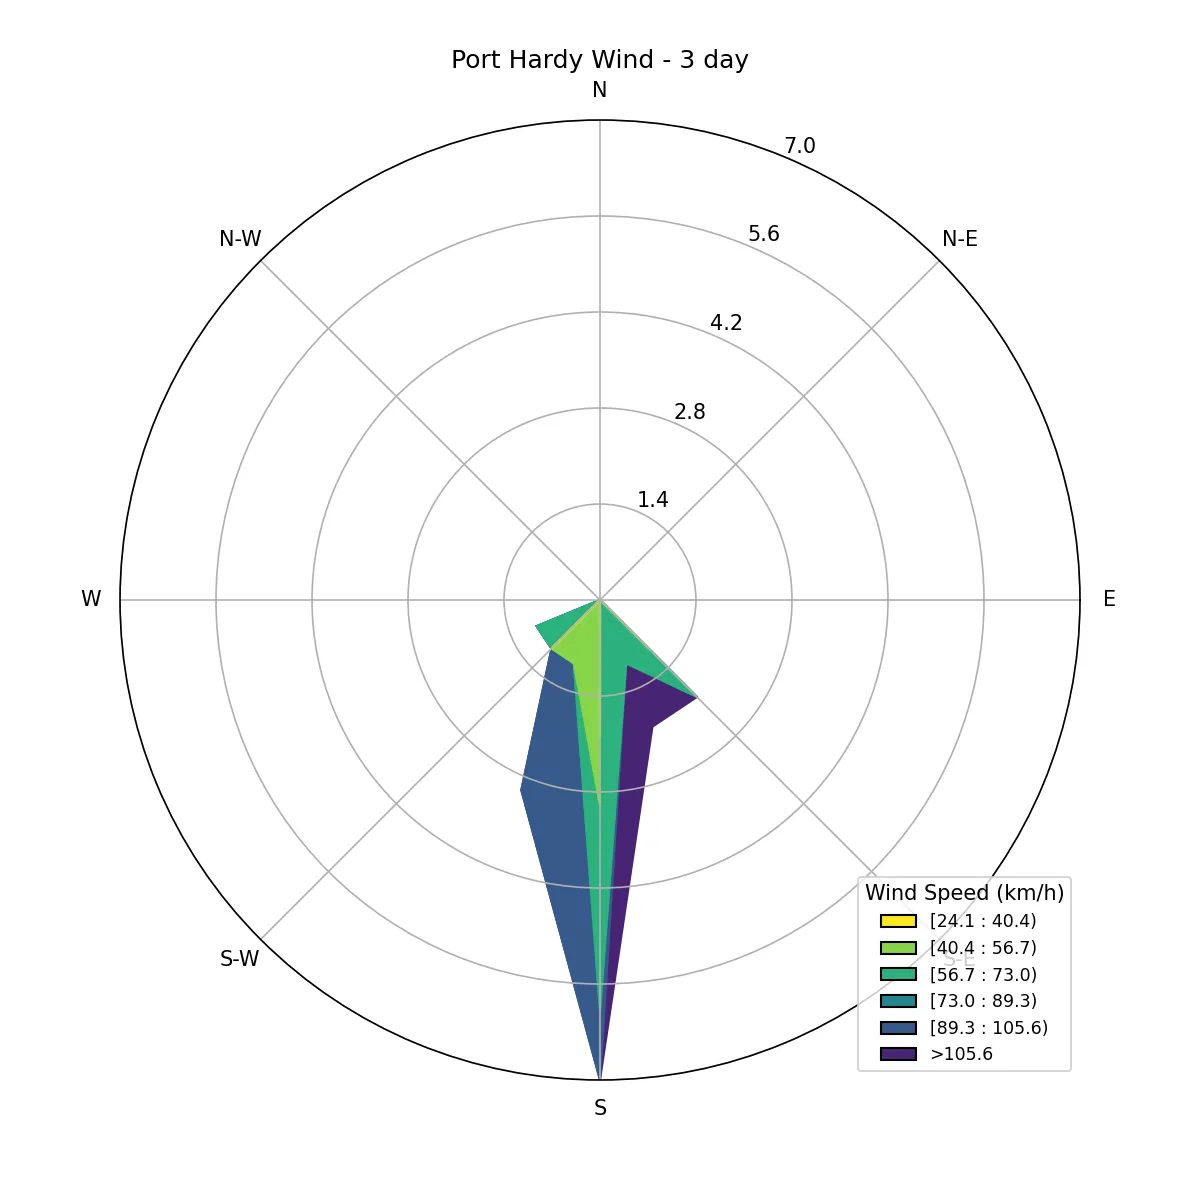 Port Hardy Wind - 3 day
N
7.0
N-W
5.6
N-E
4.2
2.8
1.4
W
E
Wind Speed (km/h)
[24.1 : 40.4)
[40.4 : 56.7)
S-W
S-E
[56.7 : 73.0)
[73.0 : 89.3)
[89.3 : 105.6)
>105.6
S